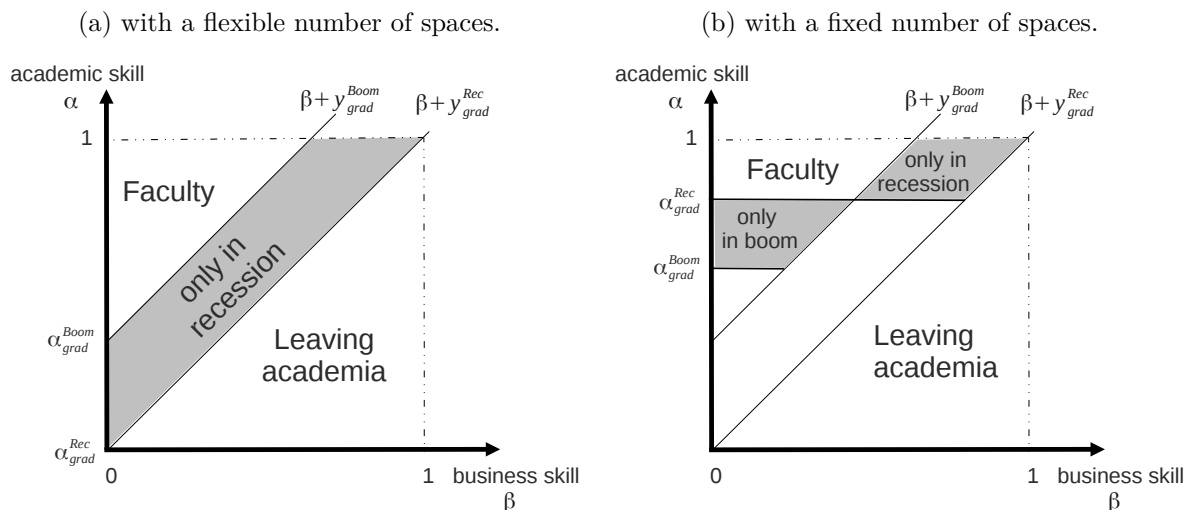 (a) with a flexible number of spaces.
academic skill
α
β+y_grad^Boom
β+y_grad^Rec
1
Faculty
only in
recession
α_grad^Boom
Leaving
academia
α_grad^Rec
0
1
business skill
β
(b) with a fixed number of spaces.
academic skill
α
β+y_grad^Boom
β+y_grad^Rec
1
Faculty
only in
recession
α_grad^Rec
only
in boom
α_grad^Boom
Leaving
academia
0
1
business skill
β